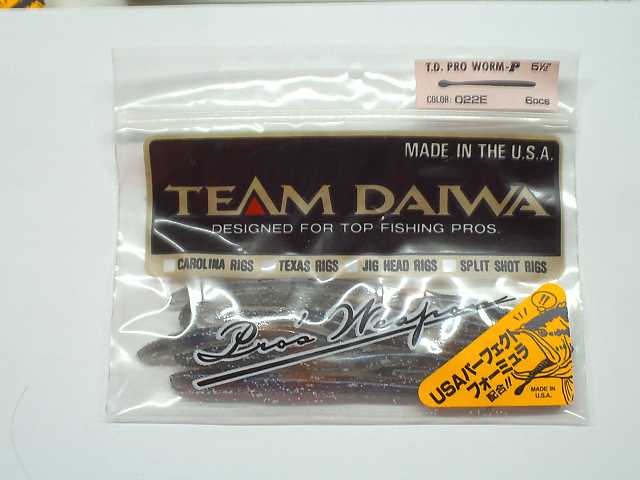 T.D. PRO WORM-P 5½"
COLOR: 022E 6pcs
MADE IN THE U.S.A.
TEAM DAIWA
DESIGNED FOR TOP FISHING PROS.
CAROLINA RIGS TEXAS RIGS JIG HEAD RIGS SPLIT SHOT RIGS
Pro's Weapon
!!
USAパーフェクト
フォーミュラ
配合!!
MADE IN
U.S.A.